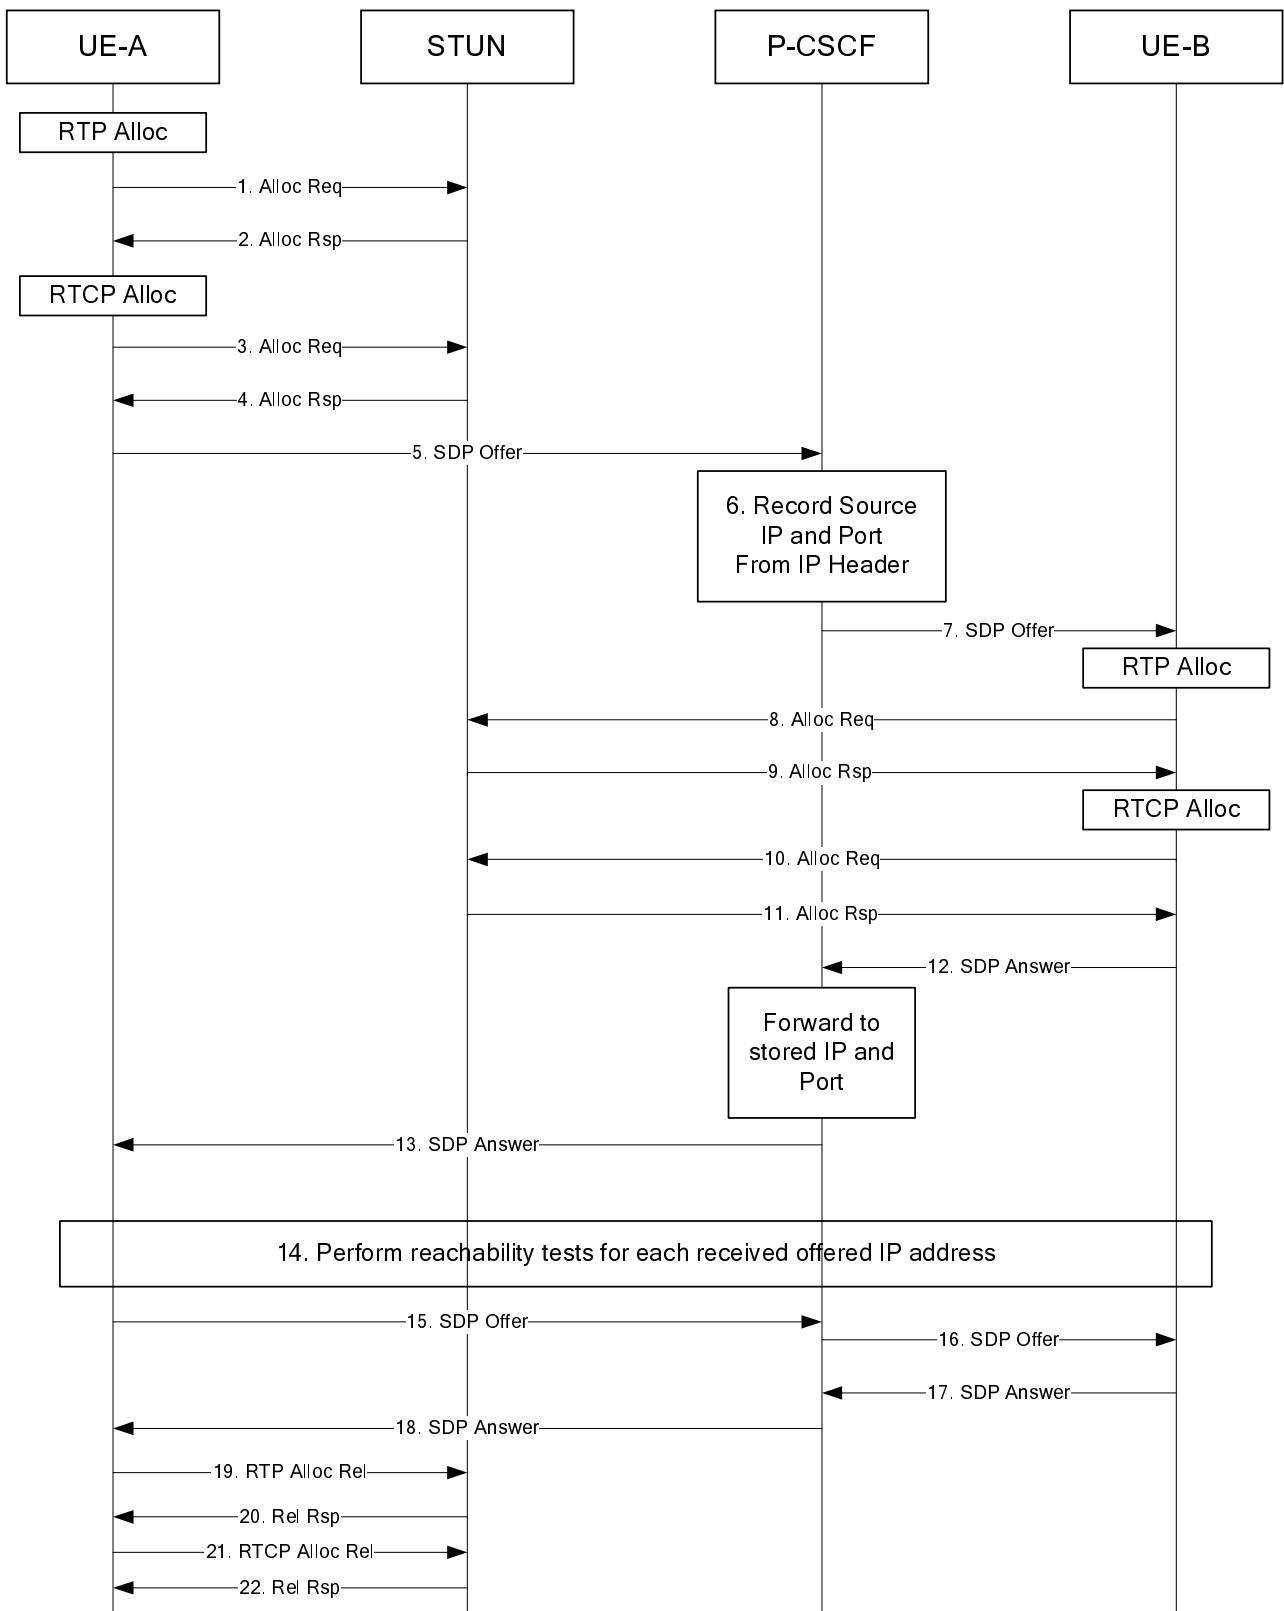 UE-A
STUN
P-CSCF
UE-B
RTP Alloc
1. Alloc Req
2. Alloc Rsp
RTCP Alloc
3. Alloc Req
4. Alloc Rsp
5. SDP Offer
6. Record Source
IP and Port
From IP Header
7. SDP Offer
RTP Alloc
8. Alloc Req
9. Alloc Rsp
RTCP Alloc
10. Alloc Req
11. Alloc Rsp
12. SDP Answer
Forward to
stored IP and
Port
13. SDP Answer
14. Perform reachability tests for each received offered IP address
15. SDP Offer
16. SDP Offer
17. SDP Answer
18. SDP Answer
19. RTP Alloc Rel
20. Rel Rsp
21. RTCP Alloc Rel
22. Rel Rsp